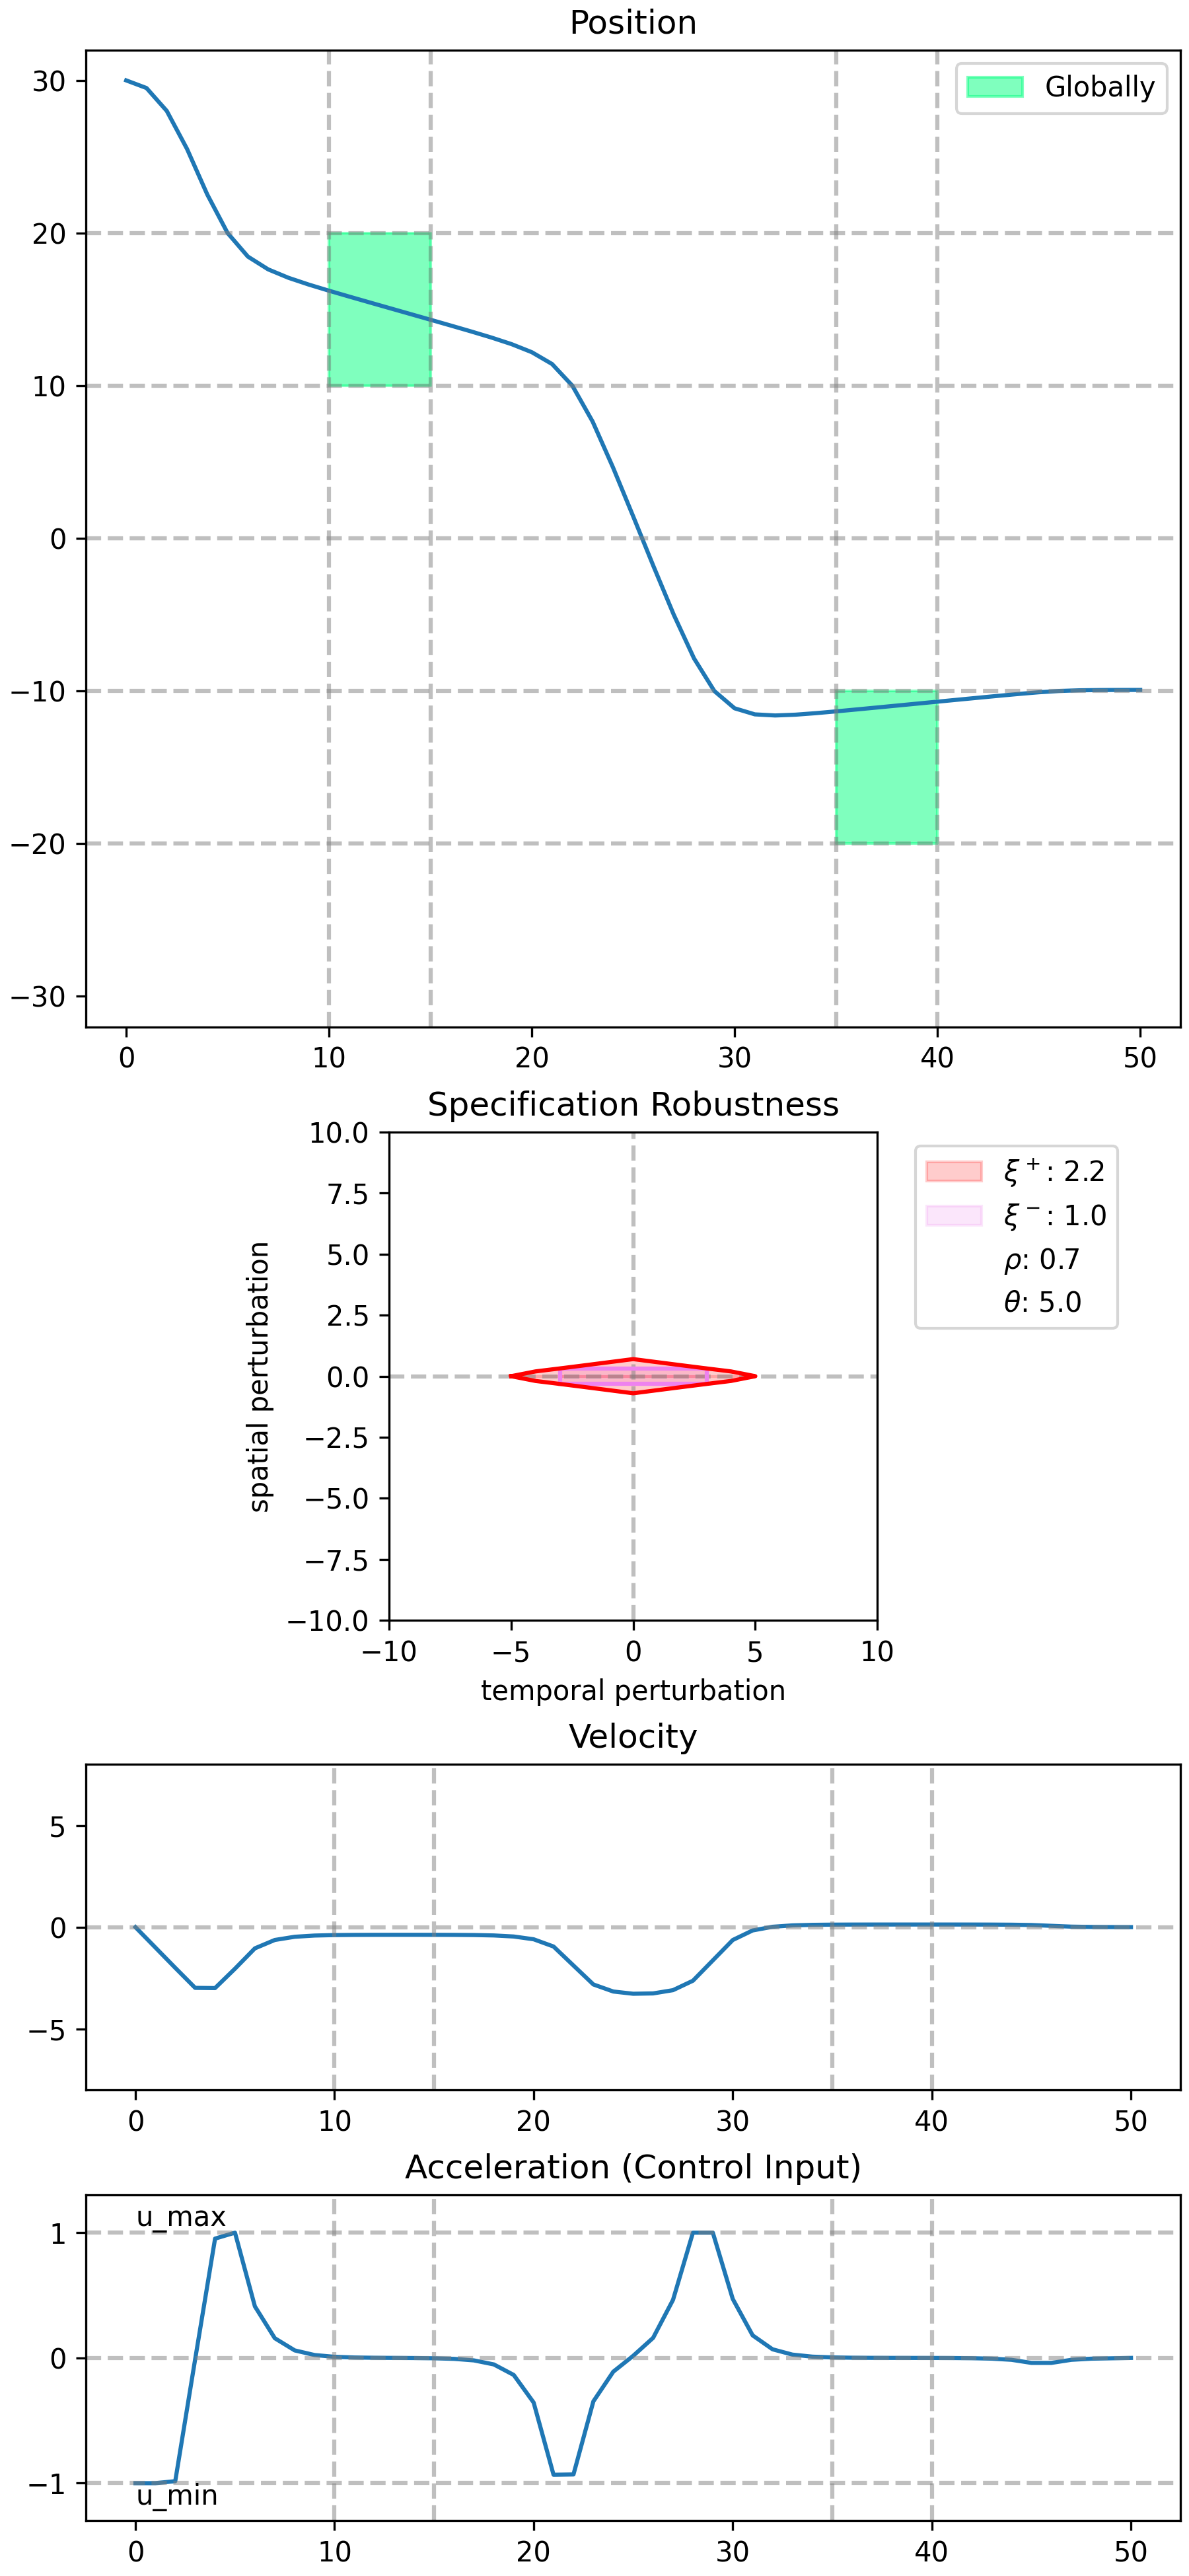 Position
30
20
10
0
−10
−20
−30
Globally
0 10 20 30 40 50
Specification Robustness
10.0
7.5
5.0
2.5
0.0
−2.5
−5.0
−7.5
−10.0
spatial perturbation
−10 −5 0 5 10
temporal perturbation
ξ⁺: 2.2
ξ⁻: 1.0
ρ: 0.7
θ: 5.0
Velocity
5
0
−5
0 10 20 30 40 50
Acceleration (Control Input)
u_max
1
0
−1
u_min
0 10 20 30 40 50